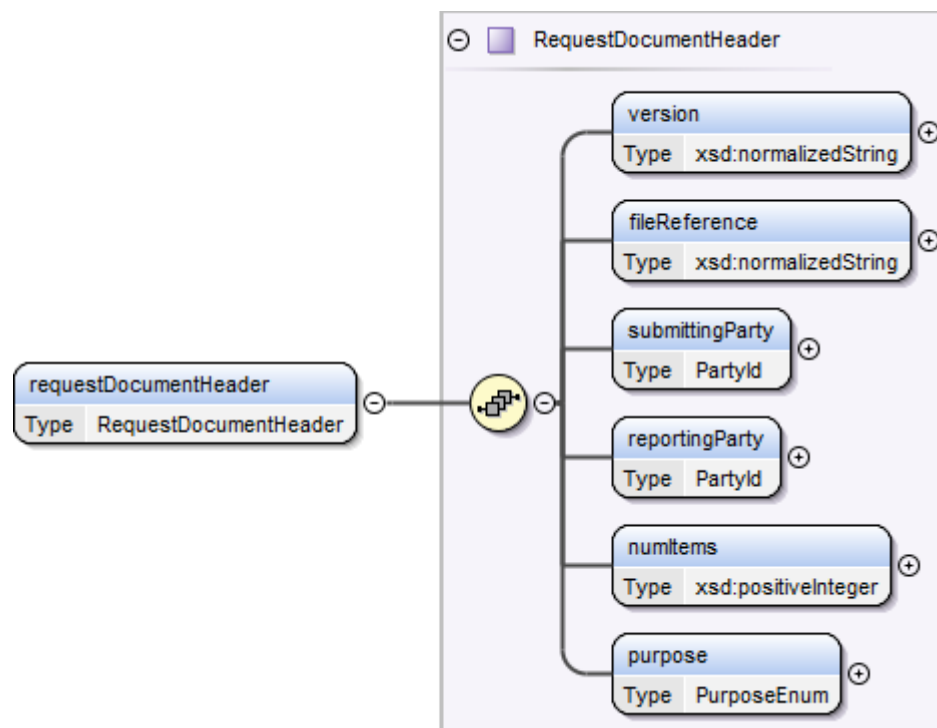 RequestDocumentHeader
version
Type xsd:normalizedString
fileReference
Type xsd:normalizedString
submittingParty
Type PartyId
requestDocumentHeader
Type RequestDocumentHeader
reportingParty
Type PartyId
numItems
Type xsd:positiveInteger
purpose
Type PurposeEnum